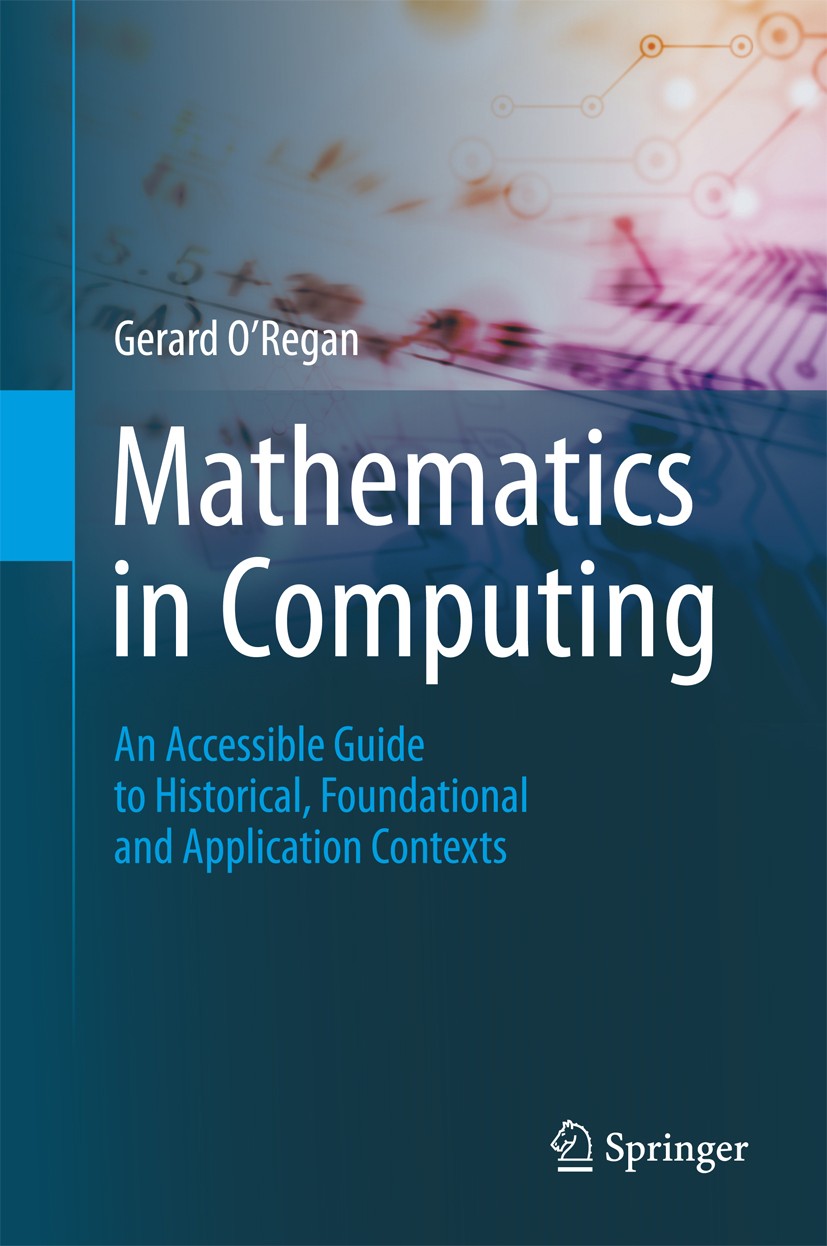 Gerard O’Regan
Mathematics
in Computing
An Accessible Guide
to Historical, Foundational
and Application Contexts
Springer